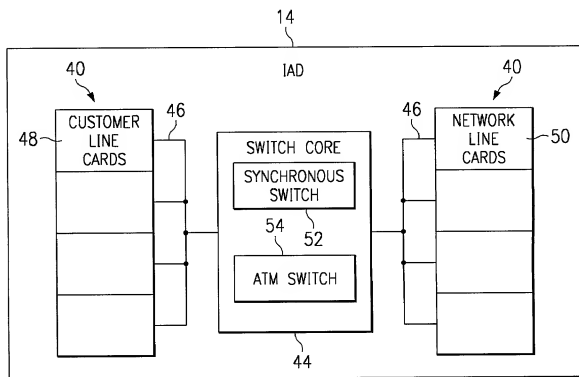 14
IAD
40
40
46
46
48
CUSTOMER
LINE
CARDS
SWITCH CORE
SYNCHRONOUS
SWITCH
52
54
ATM SWITCH
44
NETWORK
LINE
CARDS
50